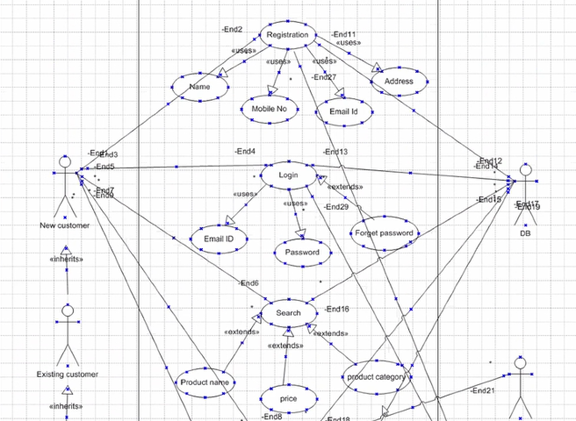 -End2
Registration
-End11
«uses»
«uses»
«uses»
«uses»
-End27
Name
Address
Mobile No
Email Id
-End3
-End4
-End13
-End12
-End5
Login
«extends»
-End7
«uses»
«uses»
-End29
-End15
-End17
New customer
Email ID
Forget password
DB
Password
«inherits»
-End6
Search
-End16
«extends»
«extends»
«extends»
Existing customer
Product name
product category
-End21
price
«inherits»
-End8
-End18